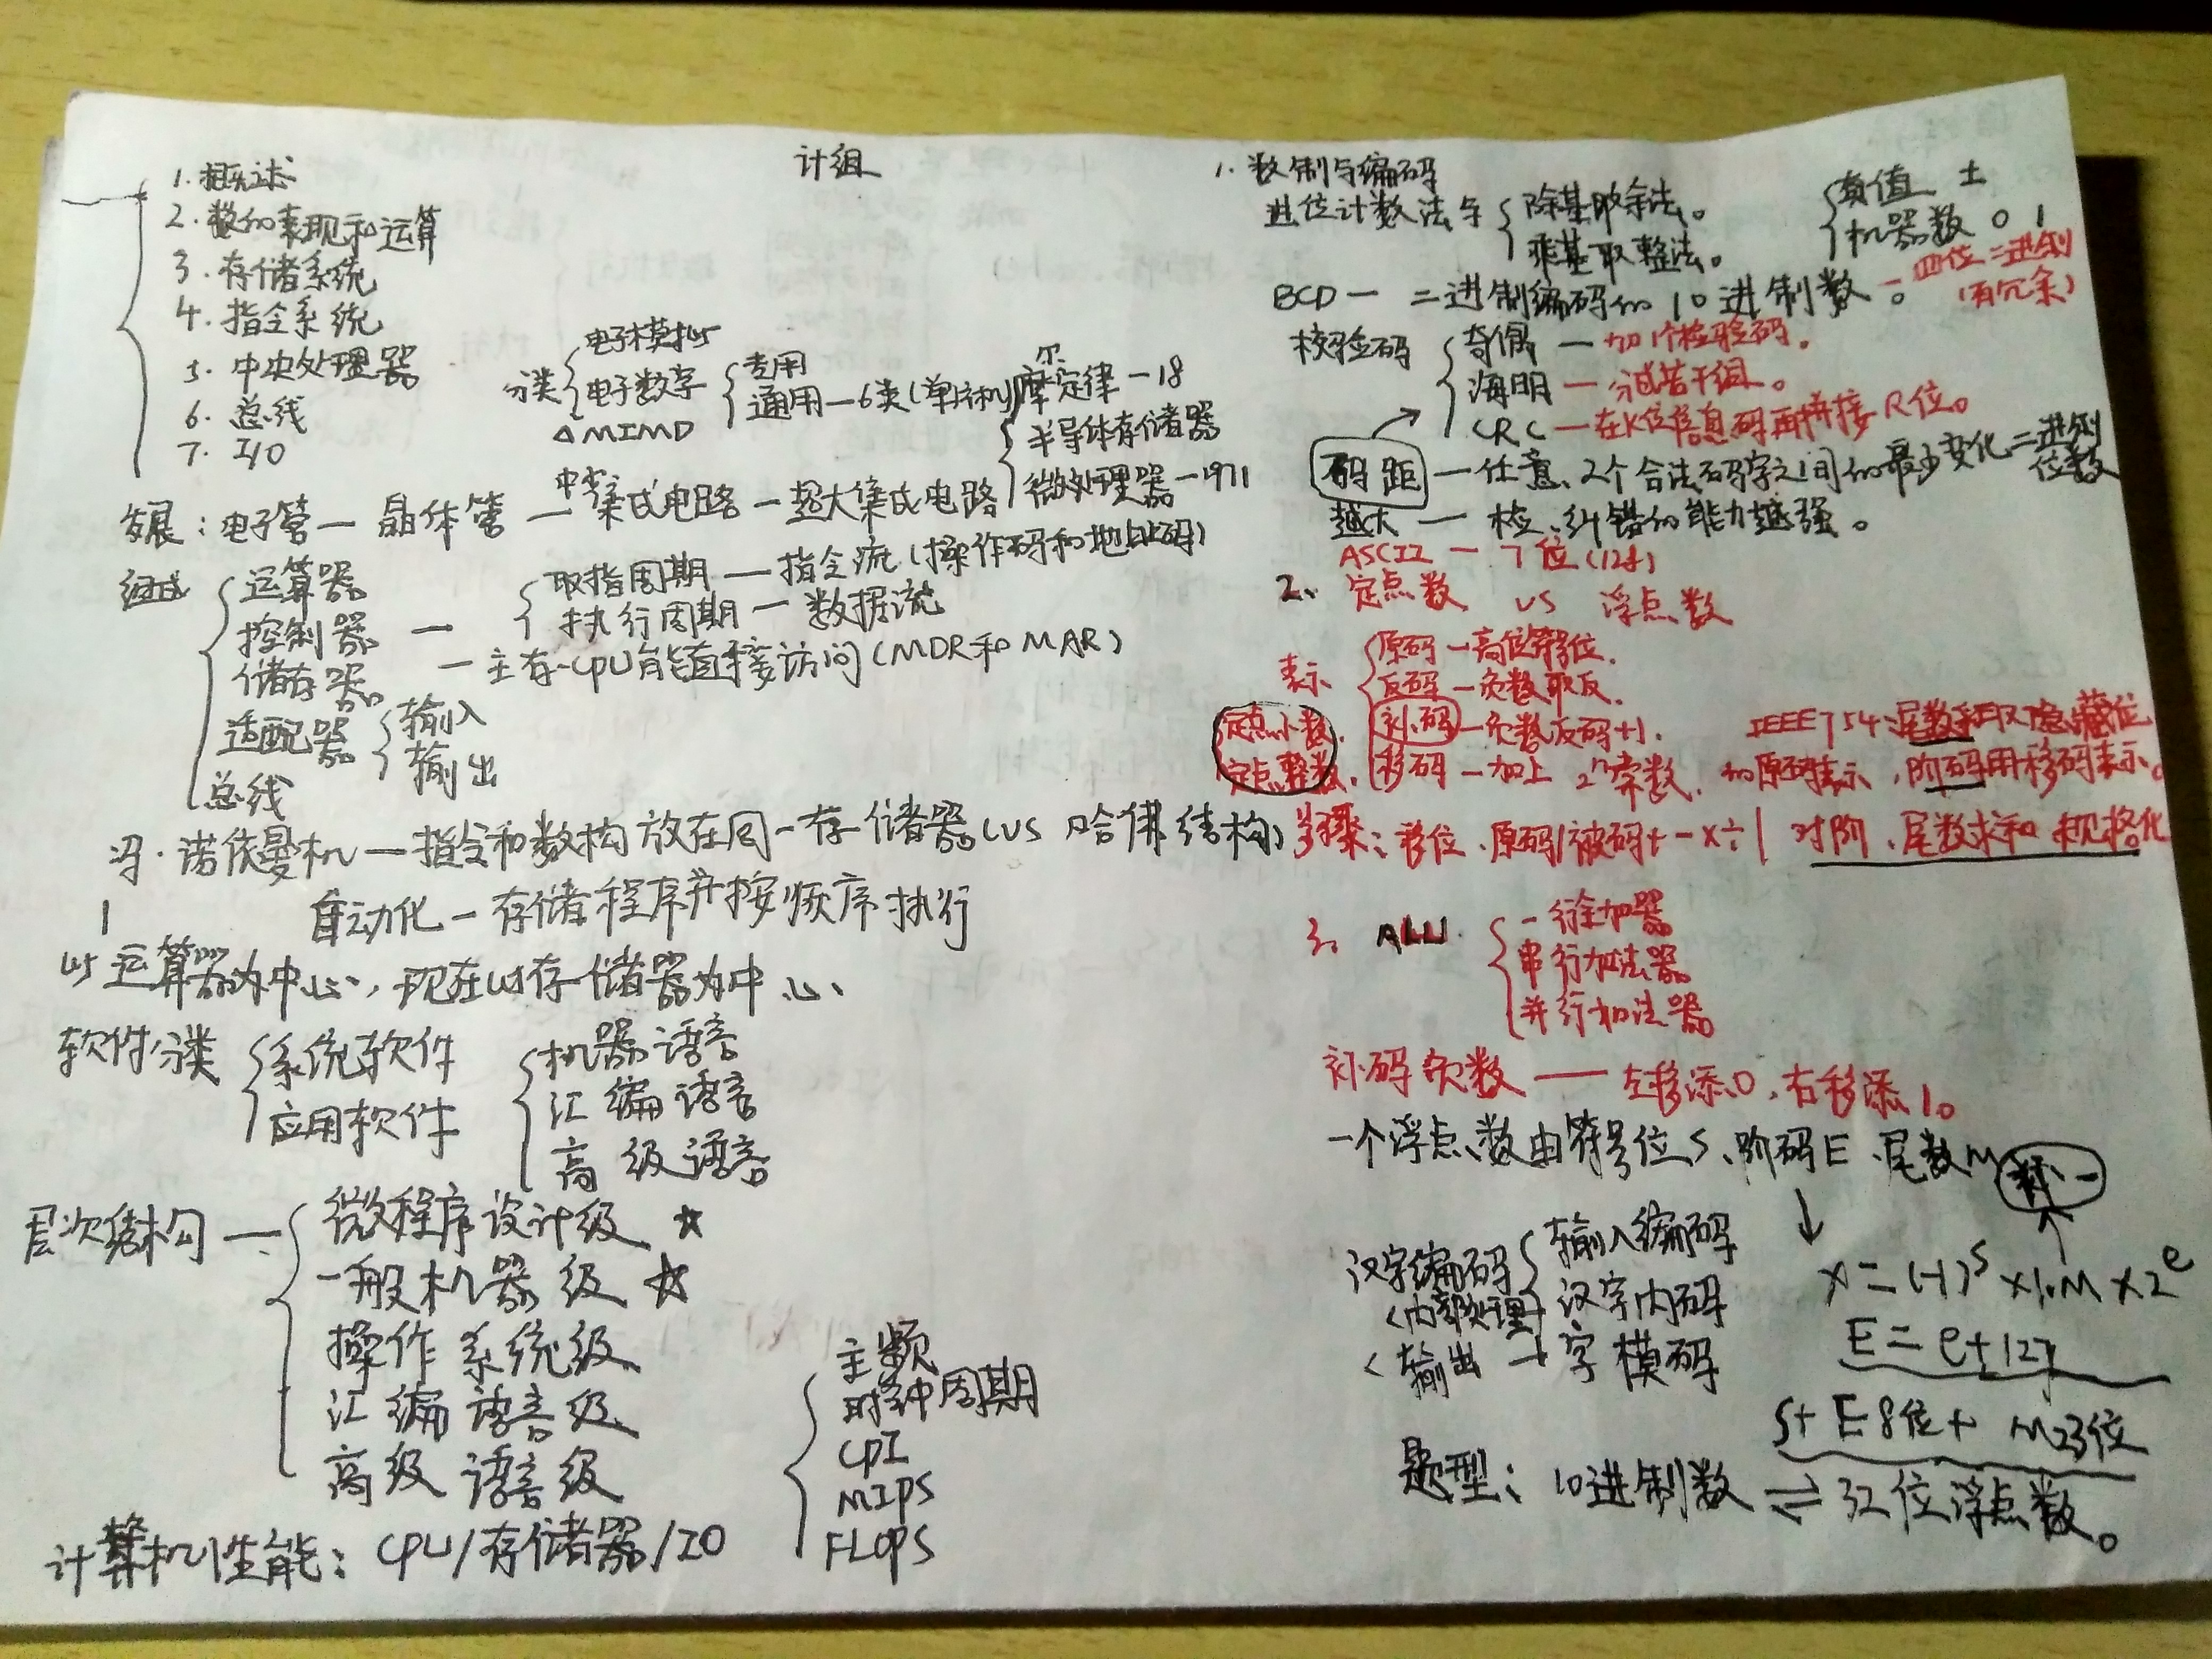 计组
1. 概述
2. 数的表现和运算
3. 存储系统
4. 指令系统
5. 中央处理器
6. 总线
7. I/O
分类
电子模拟
电子数字
△ MIMD
专用
通用—6类(单片机)
摩尔定律—18
半导体存储器
微处理器—1971
发展：电子管—晶体管—中小集成电路—超大集成电路
组成
运算器
控制器—
取指周期—指令流(操作码和地址码)
执行周期—数据流
储存器—主存-CPU能直接访问(MDR和MAR)
适配器
输入
输出
总线
冯·诺依曼机—指令和数构放在同一存储器(VS 哈佛结构)
自动化—存储程序并按顺序执行
以运算器为中心，现在以存储器为中心
软件分类
系统软件
应用软件
机器语言
汇编语言
高级语言
层次结构—
微程序设计级 ☆
一般机器级 ☆
操作系统级
汇编语言级
高级语言级
计算机性能：CPU/存储器/IO
主频
时钟周期
CPI
MIPS
FLOPS
1. 数制与编码
进位计数法与
除基取余法。
乘基取整法。
真值 ±
机器数 0 1
BCD — 二进制编码的10进制数。—四位二进制
(有冗余)
校验码
奇偶—加1个检验码。
海明—分成若干组。
CRC—在K位信息码再拼接R位。
码距—任意2个合法码字之间的最少变化二进制位数
越大—检、纠错的能力越强。
ASCII — 7位(128)
2、定点数 VS 浮点数
表示
原码—高位符号位.
反码—负数取反.
补码—负数反码+1.
移码—加上2ⁿ常数.
定点小数.
定点整数.
IEEE754:尾数采取隐藏位
的原码表示，阶码用移码表示。
步骤：移位、原码/补码+-×÷| 对阶、尾数求和、规格化
3. ALU.
一行全加器
串行加法器
并行加法器
补码负数——左移添0，右移添1。
一个浮点数由符号位S、阶码E、尾数M
X=(-1)ˢ×1.M×2ᵉ
E=e+127
S+E8位+M23位
汉字编码
输入编码
汉字内码
<内部处理>
<输出→字模码
题型：10进制数⇌32位浮点数。